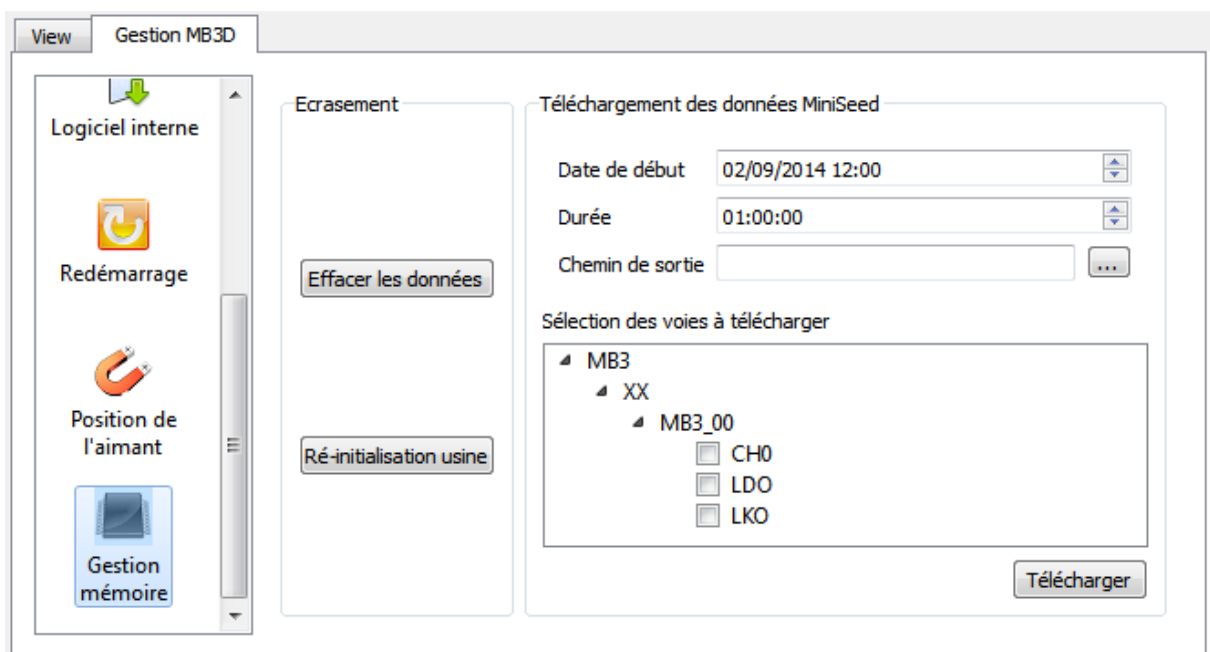 View
Gestion MB3D
Logiciel interne
Redémarrage
Position de
l'aimant
Gestion
mémoire
Ecrasement
Effacer les données
Ré-initialisation usine
Téléchargement des données MiniSeed
Date de début 02/09/2014 12:00
Durée 01:00:00
Chemin de sortie ...
Sélection des voies à télécharger
MB3
XX
MB3_00
CH0
LDO
LKO
Télécharger